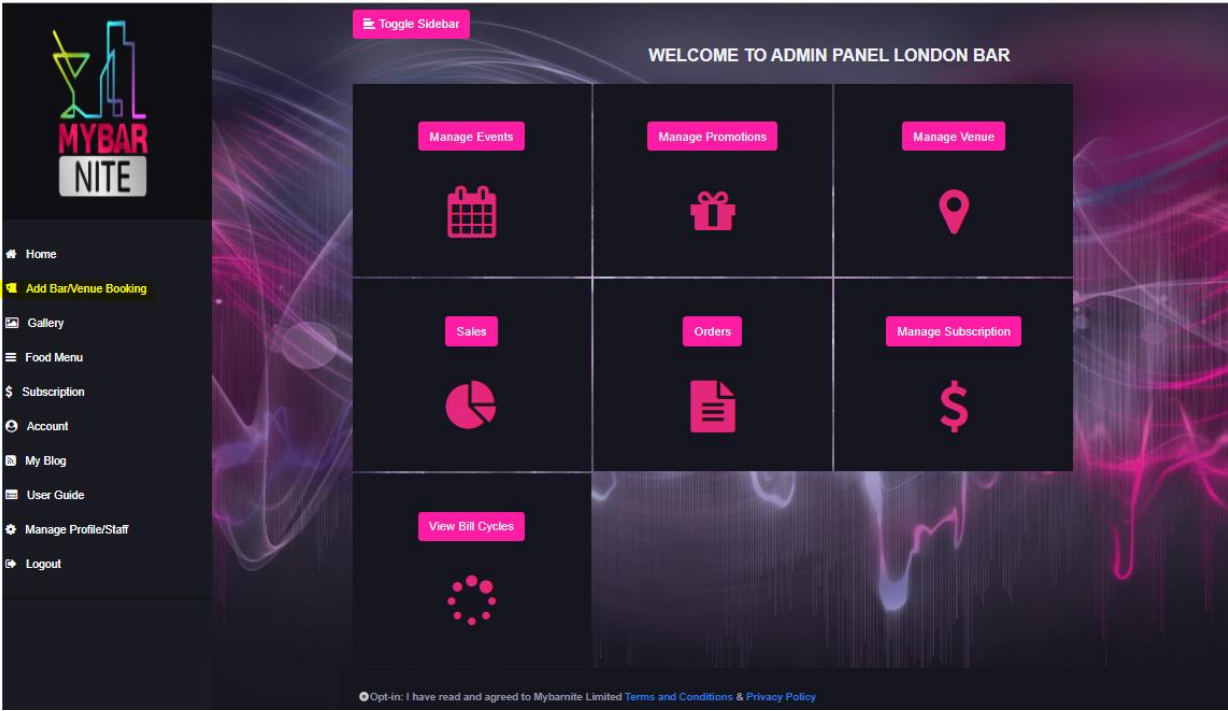 MYBAR
NITE
Home
Add Bar/Venue Booking
Gallery
Food Menu
$ Subscription
Account
My Blog
User Guide
Manage Profile/Staff
Logout
Toggle Sidebar
WELCOME TO ADMIN PANEL LONDON BAR
Manage Events
Manage Promotions
Manage Venue
Sales
Orders
Manage Subscription
$
View Bill Cycles
Opt-in: I have read and agreed to Mybarnite Limited Terms and Conditions & Privacy Policy